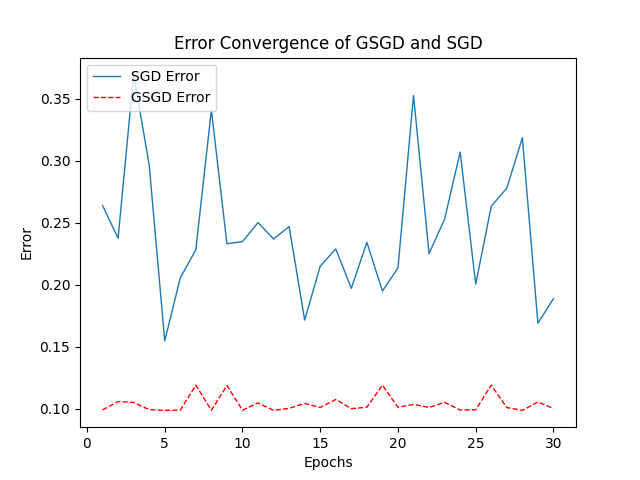 Error Convergence of GSGD and SGD
SGD Error
GSGD Error
0.35
0.30
0.25
0.20
0.15
0.10
Error
0 5 10 15 20 25 30
Epochs